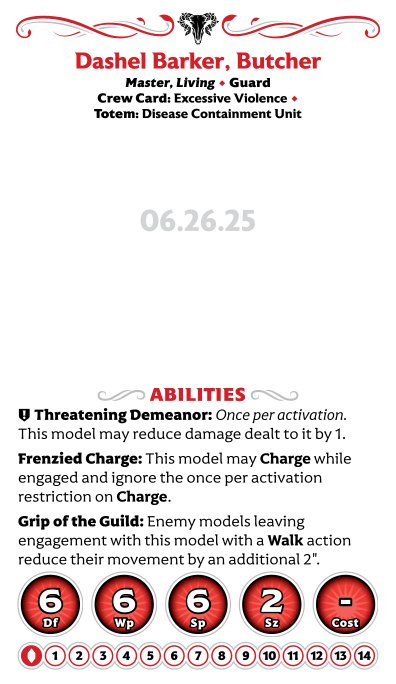 Dashel Barker, Butcher
Master, Living ♦ Guard
Crew Card: Excessive Violence ♦
Totem: Disease Containment Unit
06.26.25
ABILITIES
Threatening Demeanor: Once per activation.
This model may reduce damage dealt to it by 1.
Frenzied Charge: This model may Charge while
engaged and ignore the once per activation
restriction on Charge.
Grip of the Guild: Enemy models leaving
engagement with this model with a Walk action
reduce their movement by an additional 2".
6 6 6 2 -
Df Wp Sp Sz Cost
1 2 3 4 5 6 7 8 9 10 11 12 13 14